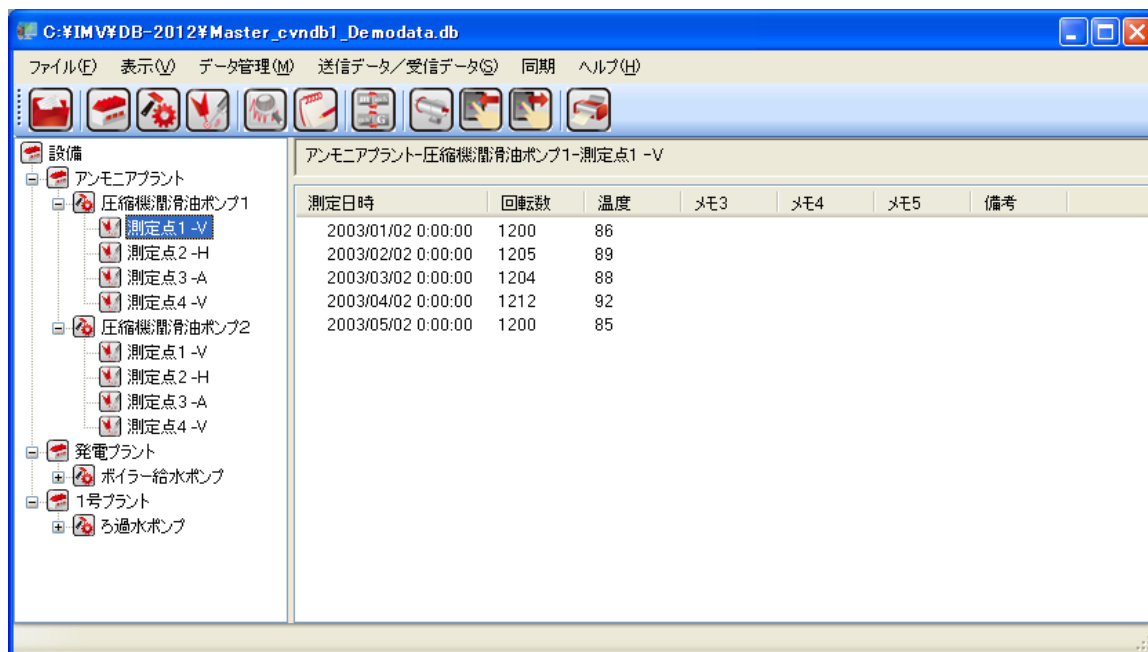 C:¥IMV¥DB-2012¥Master_cvndb1_Demodata.db
ファイル(F) 表示(V) データ管理(M) 送信データ／受信データ(S) 同期 ヘルプ(H)
設備
アンモニアプラント
圧縮機潤滑油ポンプ1
測定点1 -V
測定点2 -H
測定点3 -A
測定点4 -V
圧縮機潤滑油ポンプ2
測定点1 -V
測定点2 -H
測定点3 -A
測定点4 -V
発電プラント
ボイラー給水ポンプ
1号プラント
ろ過水ポンプ
アンモニアプラント-圧縮機潤滑油ポンプ1-測定点1 -V
測定日時 回転数 温度 メモ3 メモ4 メモ5 備考
2003/01/02 0:00:00 1200 86
2003/02/02 0:00:00 1205 89
2003/03/02 0:00:00 1204 88
2003/04/02 0:00:00 1212 92
2003/05/02 0:00:00 1200 85